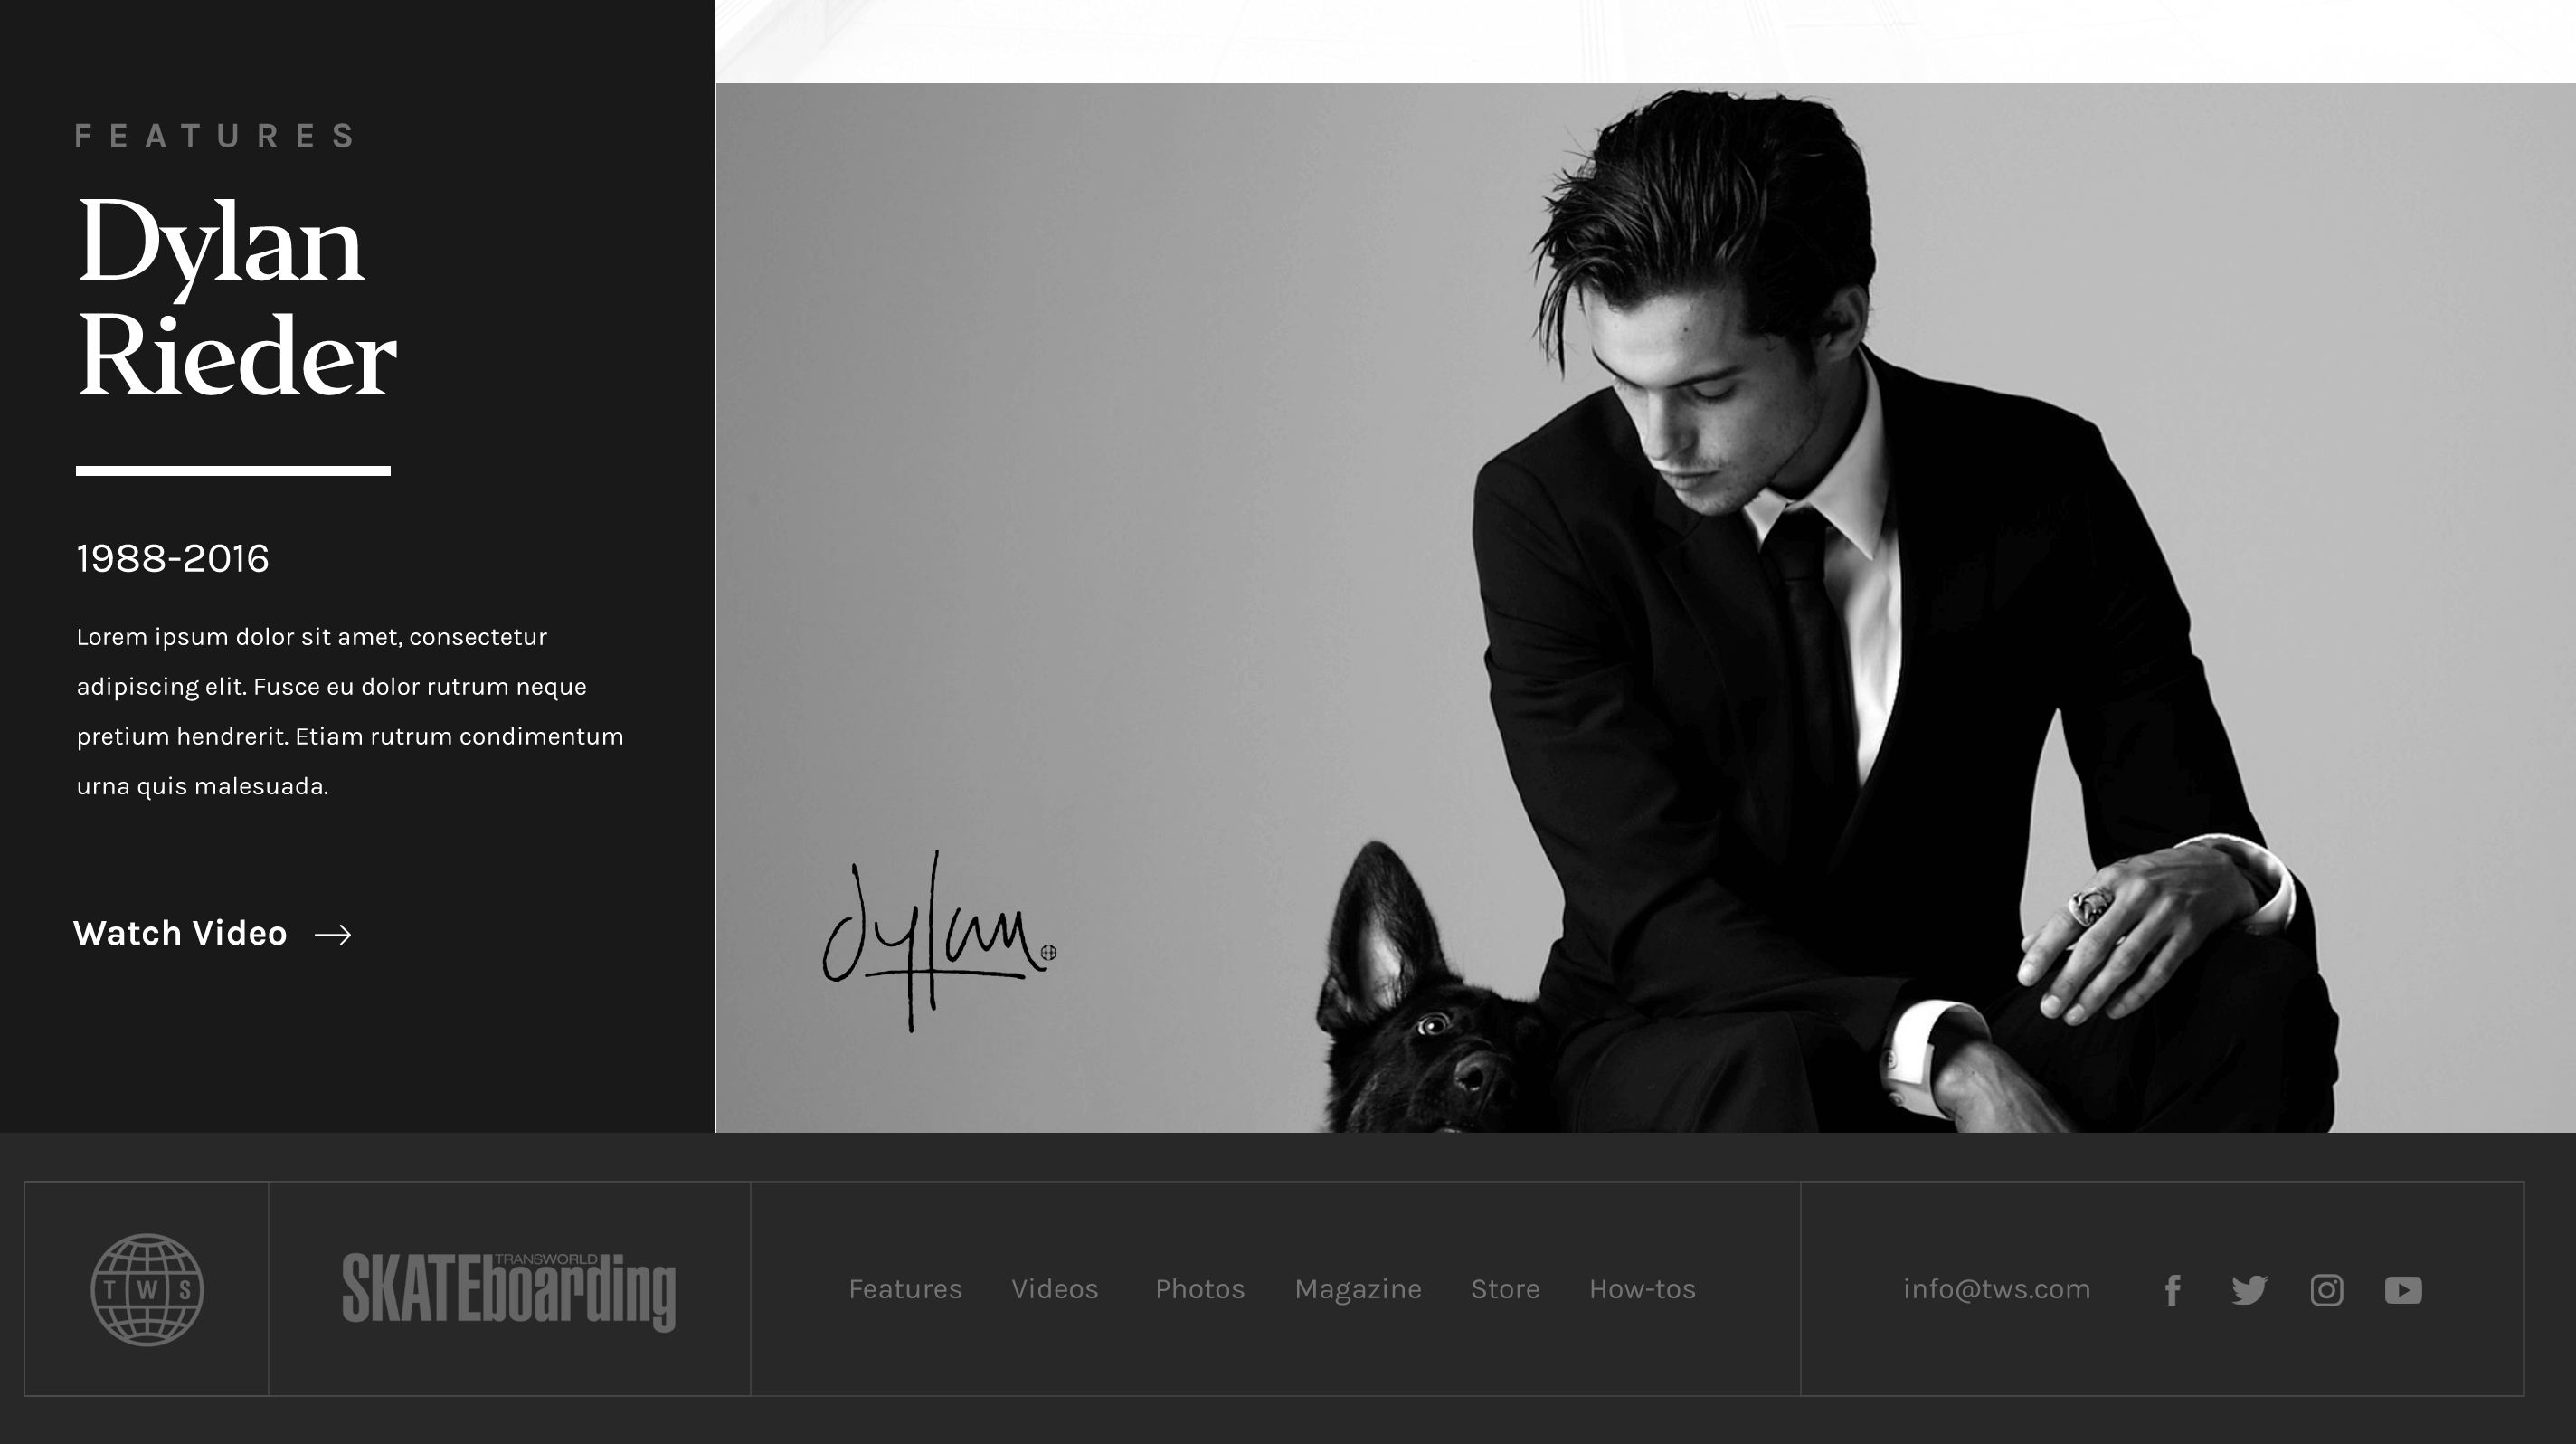 FEATURES
Dylan
Rieder
1988-2016
Lorem ipsum dolor sit amet, consectetur
adipiscing elit. Fusce eu dolor rutrum neque
pretium hendrerit. Etiam rutrum condimentum
urna quis malesuada.
Watch Video
dylan
TWS
TRANSWORLD
SKATEboarding
Features Videos Photos Magazine Store How-tos
info@tws.com